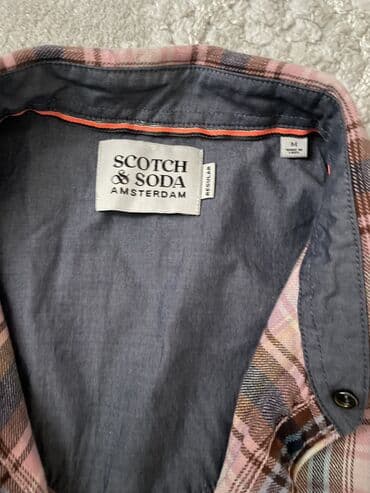 SCOTCH
& SODA
AMSTERDAM
REGULAR
M